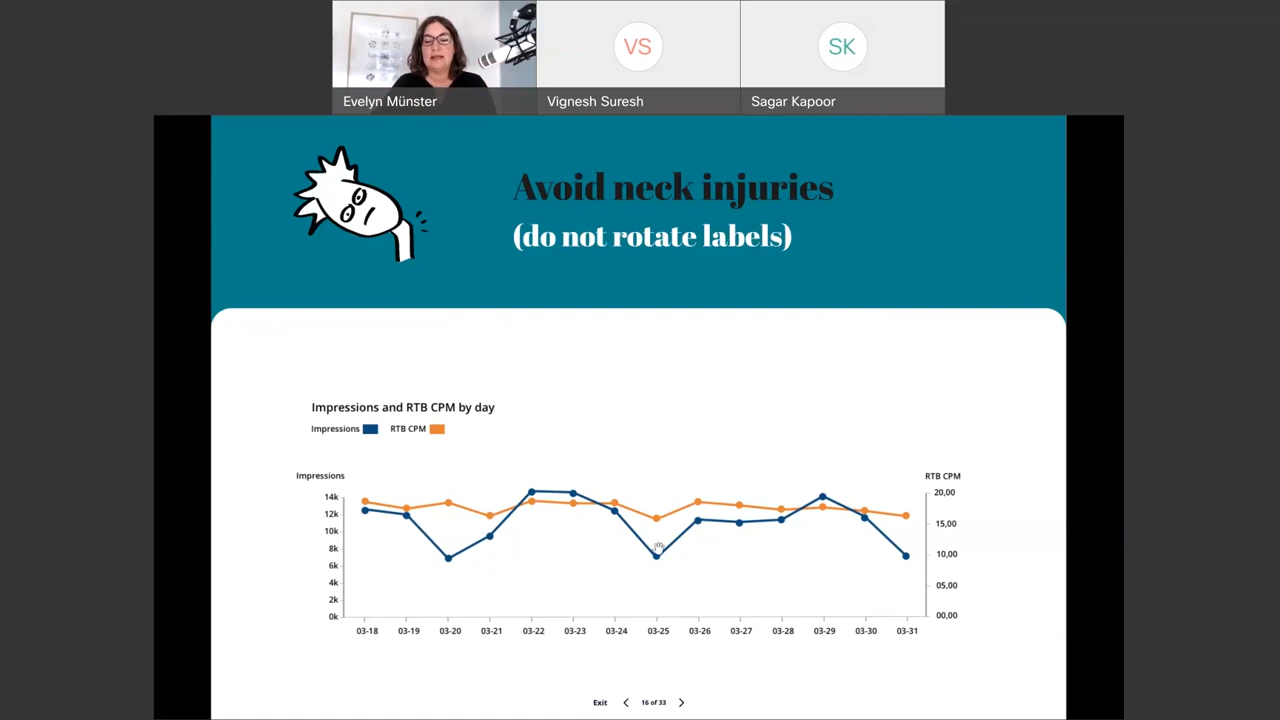 VS
SK
Evelyn Münster
Vignesh Suresh
Sagar Kapoor
Avoid neck injuries
(do not rotate labels)
Impressions and RTB CPM by day
Impressions RTB CPM
Impressions
RTB CPM
14k
12k
10k
8k
6k
4k
2k
0k
20,00
15,00
10,00
05,00
00,00
03-18 03-19 03-20 03-21 03-22 03-23 03-24 03-25 03-26 03-27 03-28 03-29 03-30 03-31
Exit 16 of 33